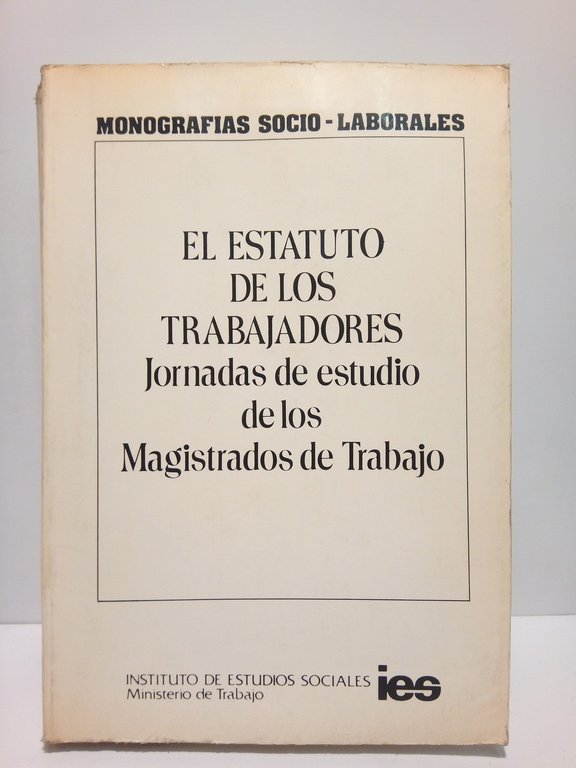 MONOGRAFIAS SOCIO-LABORALES
EL ESTATUTO
DE LOS
TRABAJADORES
Jornadas de estudio
de los
Magistrados de Trabajo
INSTITUTO DE ESTUDIOS SOCIALES
Ministerio de Trabajo
ies